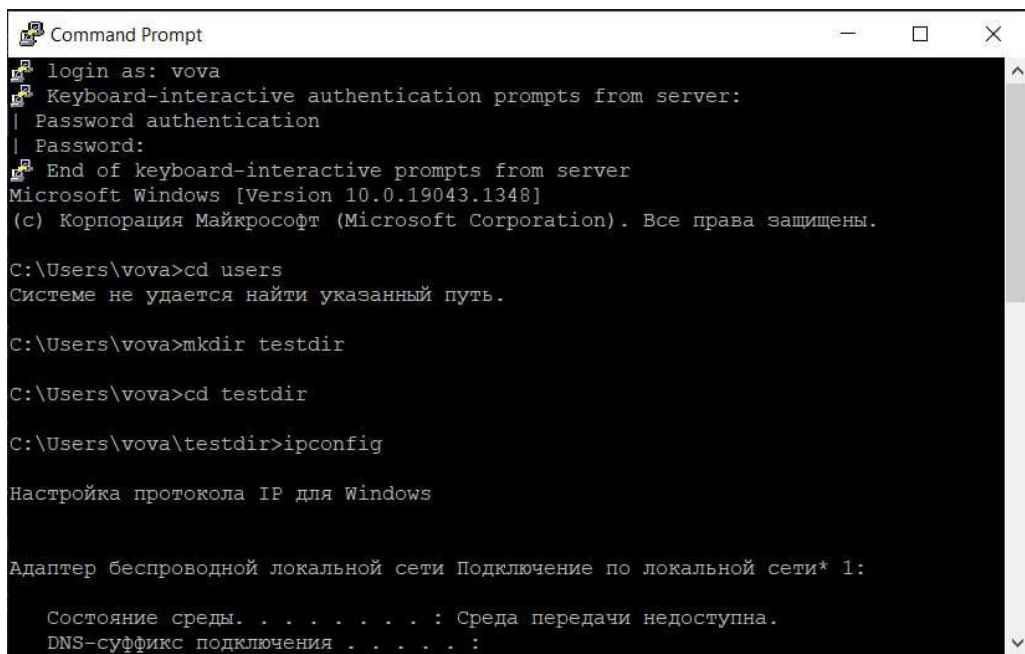 Command Prompt
login as: vova
Keyboard-interactive authentication prompts from server:
| Password authentication
| Password:
End of keyboard-interactive prompts from server
Microsoft Windows [Version 10.0.19043.1348]
(c) Корпорация Майкрософт (Microsoft Corporation). Все права защищены.
C:\Users\vova>cd users
Системе не удается найти указанный путь.
C:\Users\vova>mkdir testdir
C:\Users\vova>cd testdir
C:\Users\vova\testdir>ipconfig
Настройка протокола IP для Windows
Адаптер беспроводной локальной сети Подключение по локальной сети* 1:
Состояние среды. . . . . . . . : Среда передачи недоступна.
DNS-суффикс подключения . . . . . :